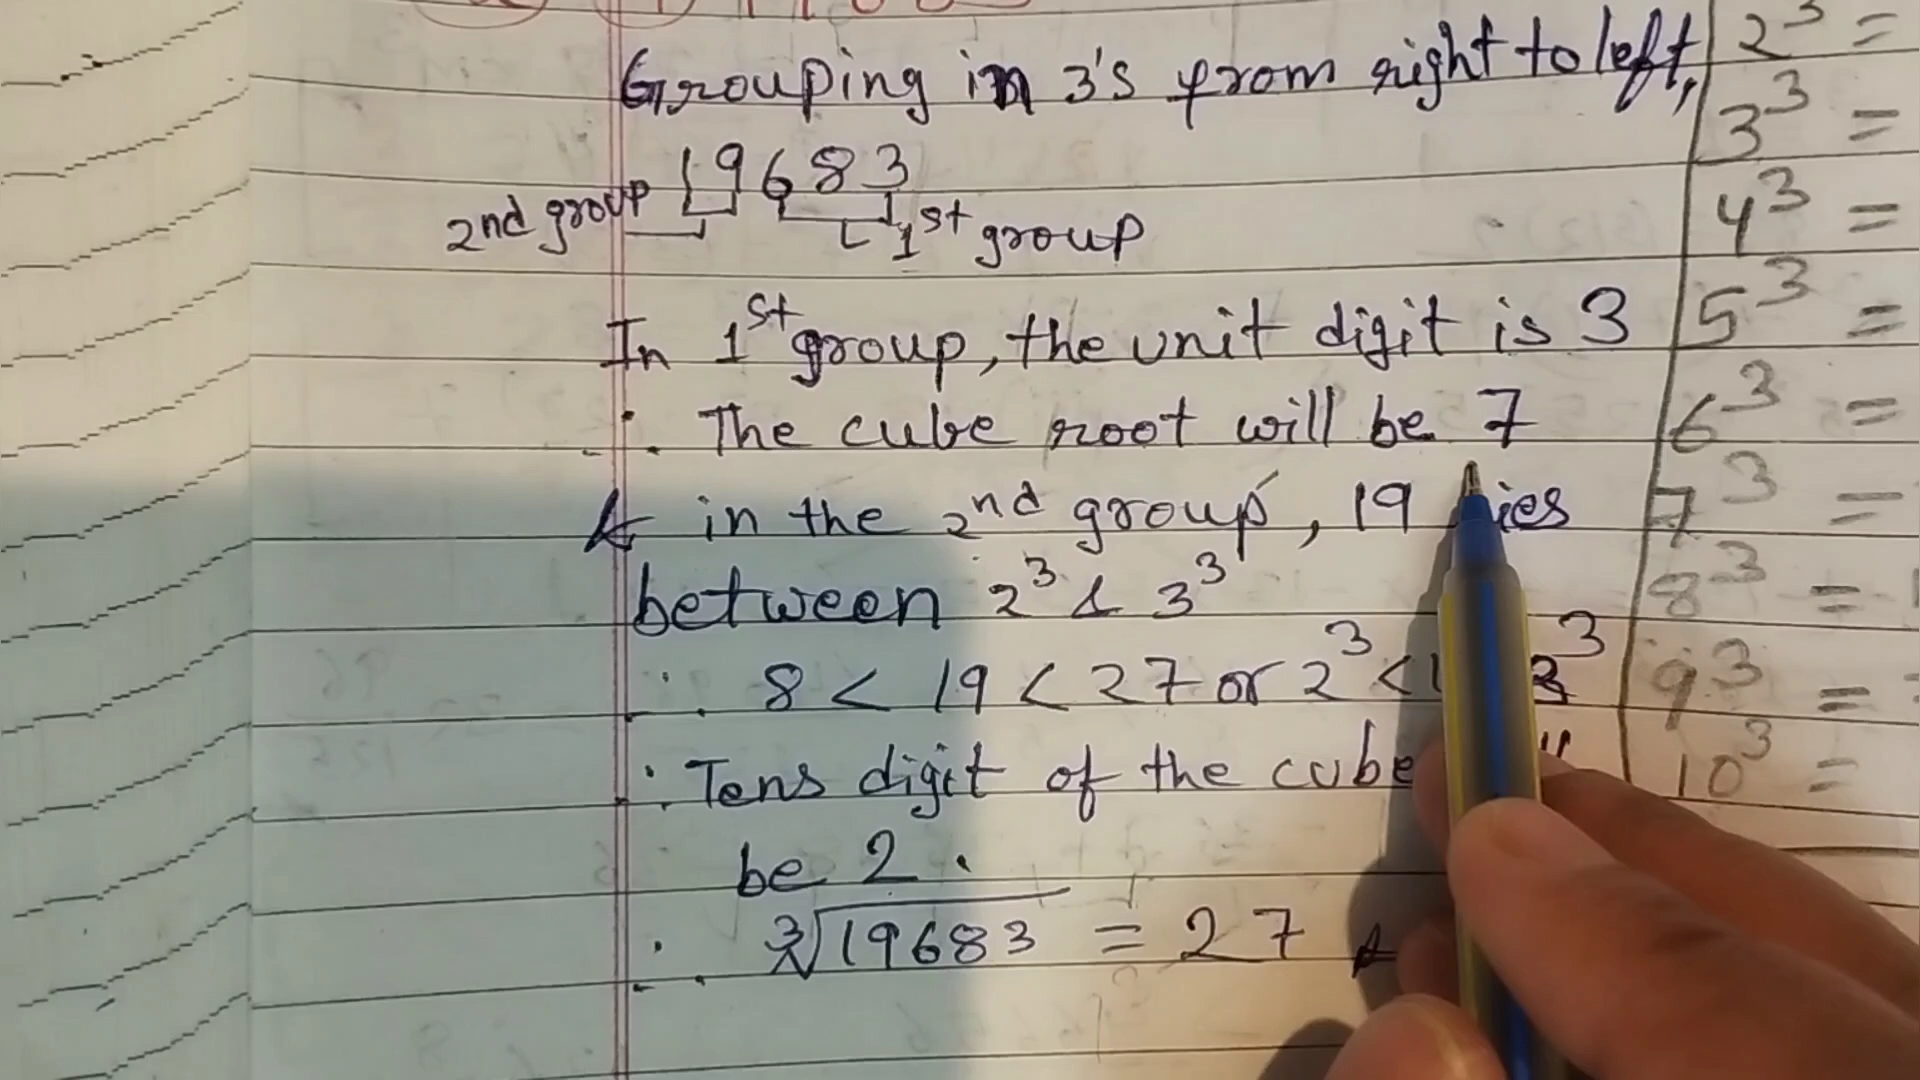 Grouping in 3's from right to left,
19683
2nd group
1st group
In 1st group, the unit digit is 3
∴ The cube root will be 7
& in the 2nd group, 19
between 2³ & 3³
∴ 8 < 19 < 27 or 2³ < 3³
∴ Tens digit of the cube
be 2.
∴ ∛19683 = 27
2³ =
3³ =
4³ =
5³ =
6³ =
7³ =
8³ =
9³ =
10³ =